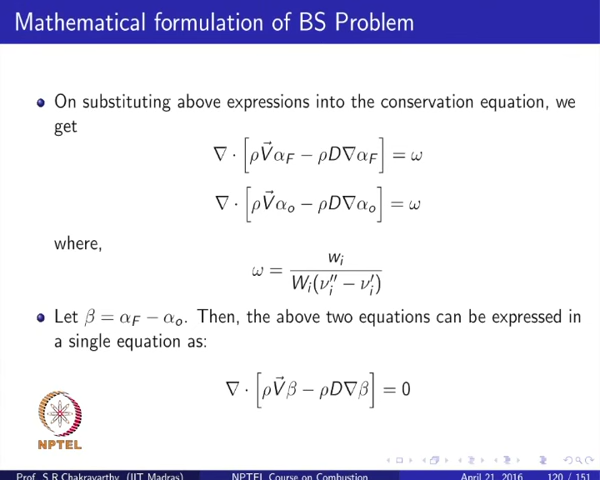 Mathematical formulation of BS Problem
On substituting above expressions into the conservation equation, we
get
∇ · [ρV⃗α_F − ρD∇α_F] = ω
∇ · [ρV⃗α_o − ρD∇α_o] = ω
where,
ω = w_i / W_i(ν_i″ − ν_i′)
Let β = α_F − α_o. Then, the above two equations can be expressed in
a single equation as:
∇ · [ρV⃗β − ρD∇β] = 0
NPTEL
Prof. S.R.Chakravarthy (IIT Madras) NPTEL Course on Combustion April 21, 2016 120 / 151